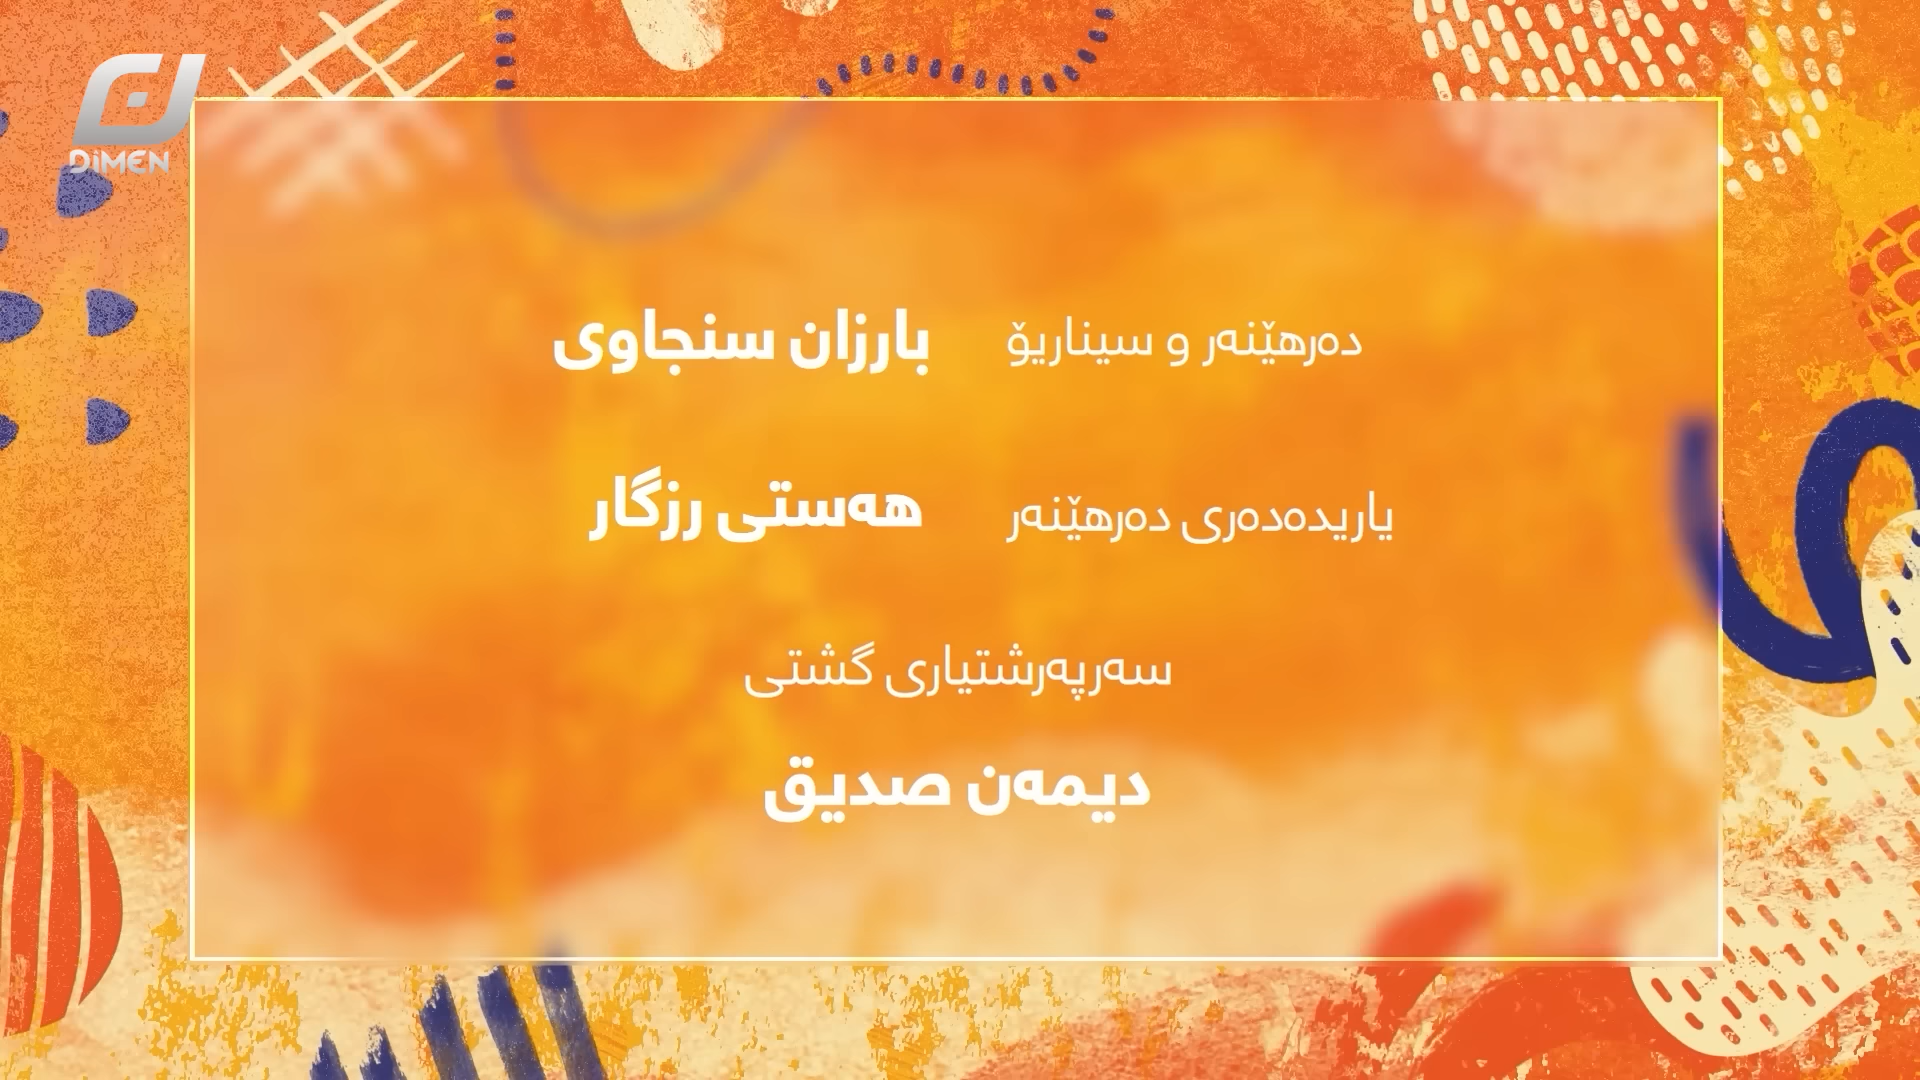 DiMEN
دەرهێنەر و سیناریۆ بارزان سنجاوی
یاریدەدەری دەرهێنەر هەستی رزگار
سەرپەرشتیاری گشتی
دیمەن صدیق